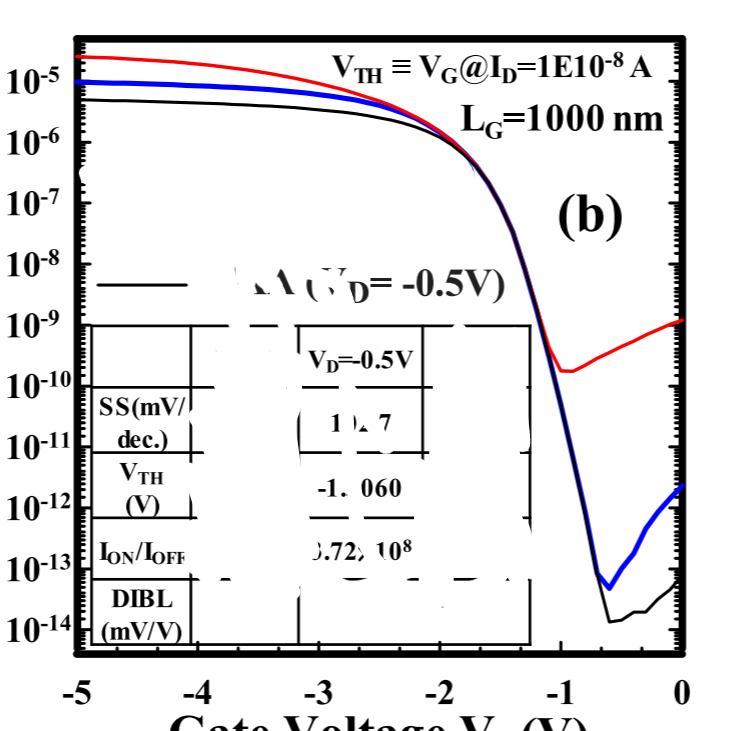 V_TH ≡ V_G@I_D=1E10⁻⁸ A
L_G=1000 nm
(b)
10⁻⁵
10⁻⁶
10⁻⁷
10⁻⁸
10⁻⁹
10⁻¹⁰
10⁻¹¹
10⁻¹²
10⁻¹³
10⁻¹⁴
= -0.5V)
V_D=-0.5V
SS(mV/
dec.)
V_TH
(V)
I_ON/I_OFF
DIBL
(mV/V)
-5 -4 -3 -2 -1 0
Gate Voltage V (V)